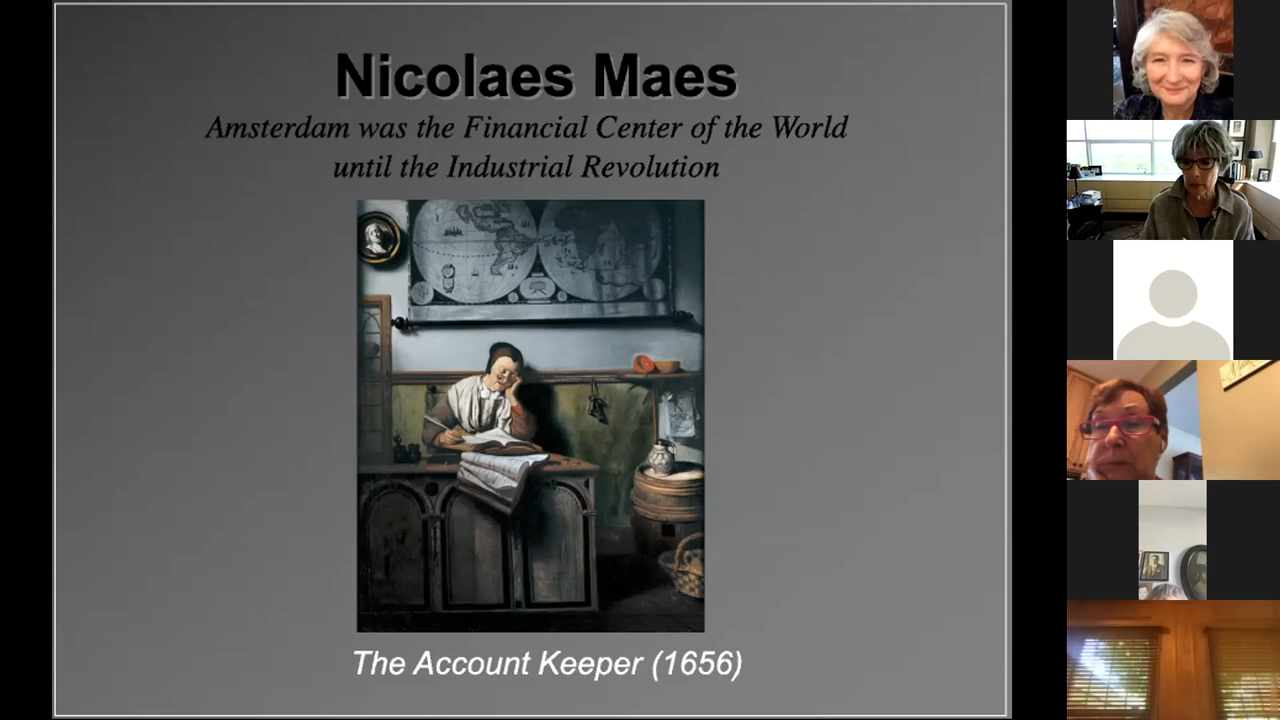 Nicolaes Maes
Amsterdam was the Financial Center of the World
until the Industrial Revolution
The Account Keeper (1656)